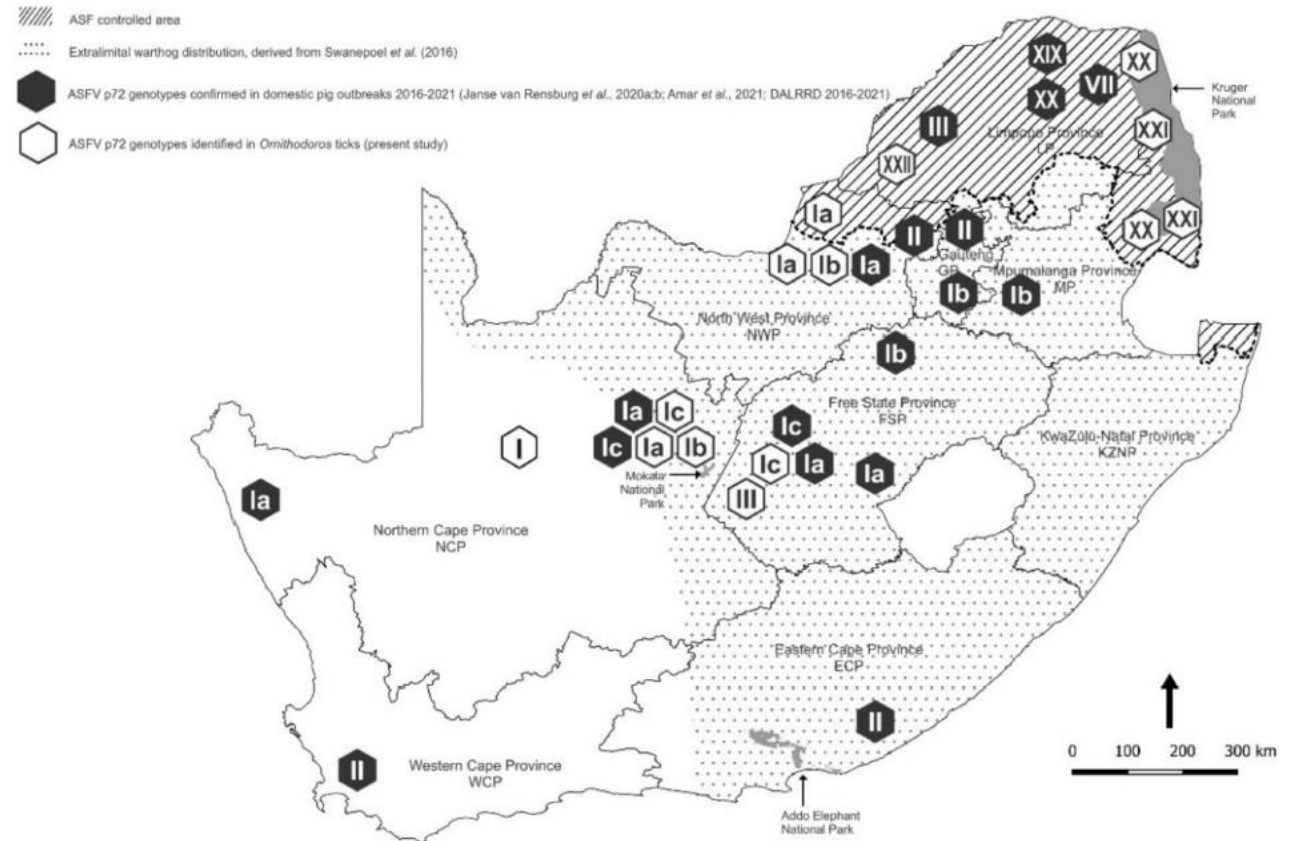 ASF controlled area
Extralimital warthog distribution, derived from Swanepoel et al. (2016)
ASFV p72 genotypes confirmed in domestic pig outbreaks 2016-2021 (Janse van Rensburg et al., 2020a;b; Amar et al., 2021; DALRRD 2016-2021)
ASFV p72 genotypes identified in Ornithodoros ticks (present study)
XIX
XX
VII
XX
Kruger
National
Park
III
XXI
Limpopo Province
LP
XXII
Ia
II
II
XX
XXI
Gauteng
GP
Ia
Ib
Ia
Mpumalanga Province
MP
Ib
Ib
North West Province
NWP
Ib
Free State Province
FSP
Ia
Ic
Ic
I
Ic
Ia
Ib
KwaZulu-Natal Province
KZNP
Ic
Ia
Ia
Mokala
National
Park
III
Ia
Northern Cape Province
NCP
Eastern Cape Province
ECP
II
II
Western Cape Province
WCP
0 100 200 300 km
Addo Elephant
National Park